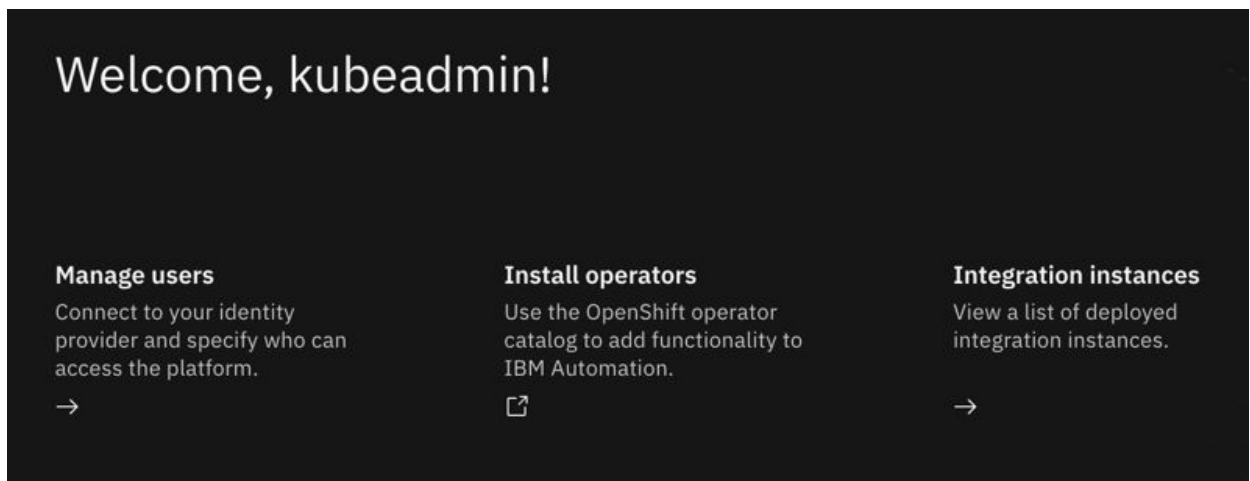 Welcome, kubeadmin!
Manage users
Connect to your identity
provider and specify who can
access the platform.
Install operators
Use the OpenShift operator
catalog to add functionality to
IBM Automation.
Integration instances
View a list of deployed
integration instances.